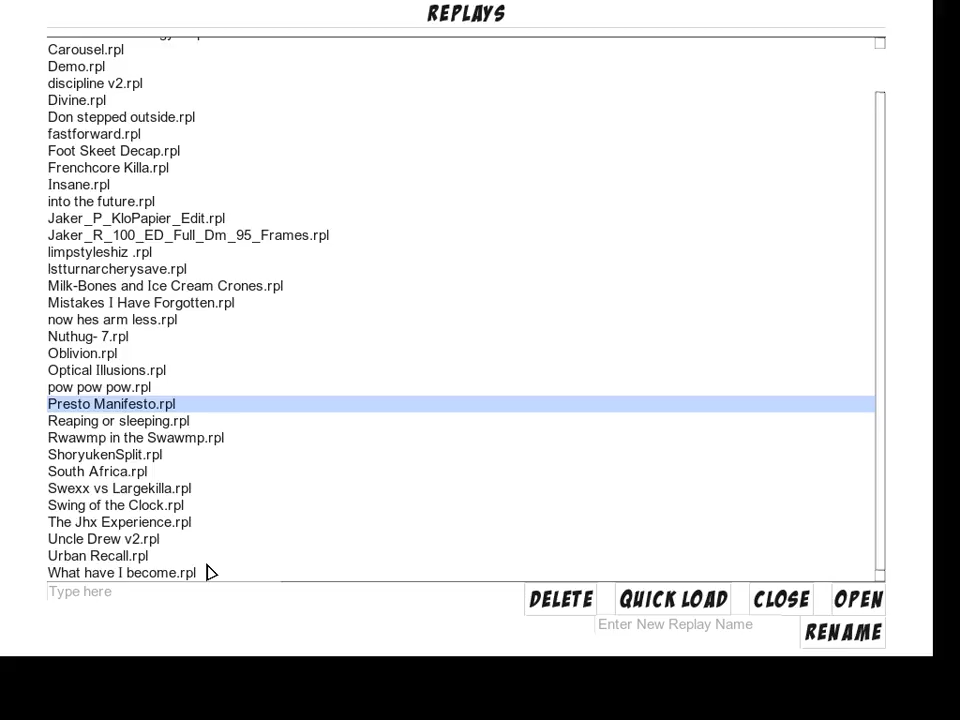 REPLAYS
Carousel.rpl
Demo.rpl
discipline v2.rpl
Divine.rpl
Don stepped outside.rpl
fastforward.rpl
Foot Skeet Decap.rpl
Frenchcore Killa.rpl
Insane.rpl
into the future.rpl
Jaker_P_KloPapier_Edit.rpl
Jaker_R_100_ED_Full_Dm_95_Frames.rpl
limpstyleshiz .rpl
lstturnarcherysave.rpl
Milk-Bones and Ice Cream Crones.rpl
Mistakes I Have Forgotten.rpl
now hes arm less.rpl
Nuthug- 7.rpl
Oblivion.rpl
Optical Illusions.rpl
pow pow pow.rpl
Presto Manifesto.rpl
Reaping or sleeping.rpl
Rwawmp in the Swawmp.rpl
ShoryukenSplit.rpl
South Africa.rpl
Swexx vs Largekilla.rpl
Swing of the Clock.rpl
The Jhx Experience.rpl
Uncle Drew v2.rpl
Urban Recall.rpl
What have I become.rpl
Type here
DELETE QUICK LOAD CLOSE OPEN
Enter New Replay Name
RENAME